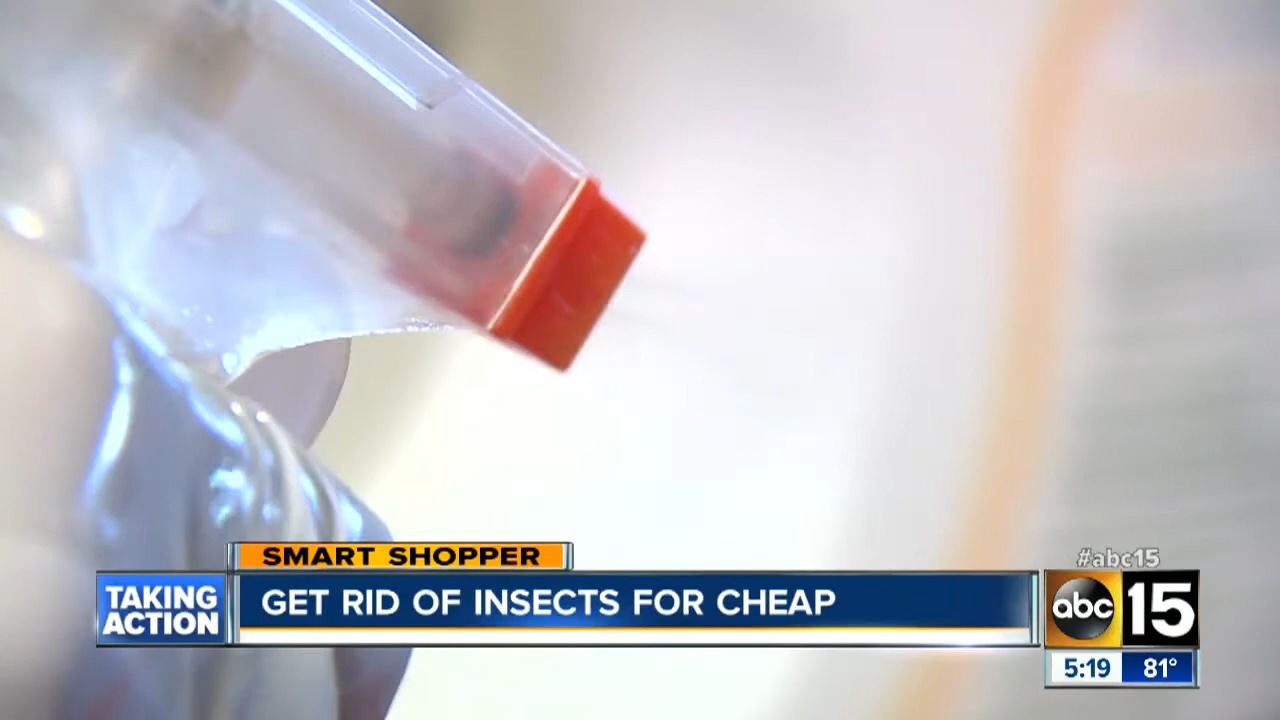 SMART SHOPPER
TAKING
ACTION
GET RID OF INSECTS FOR CHEAP
#abc15
abc 15
5:19 81°